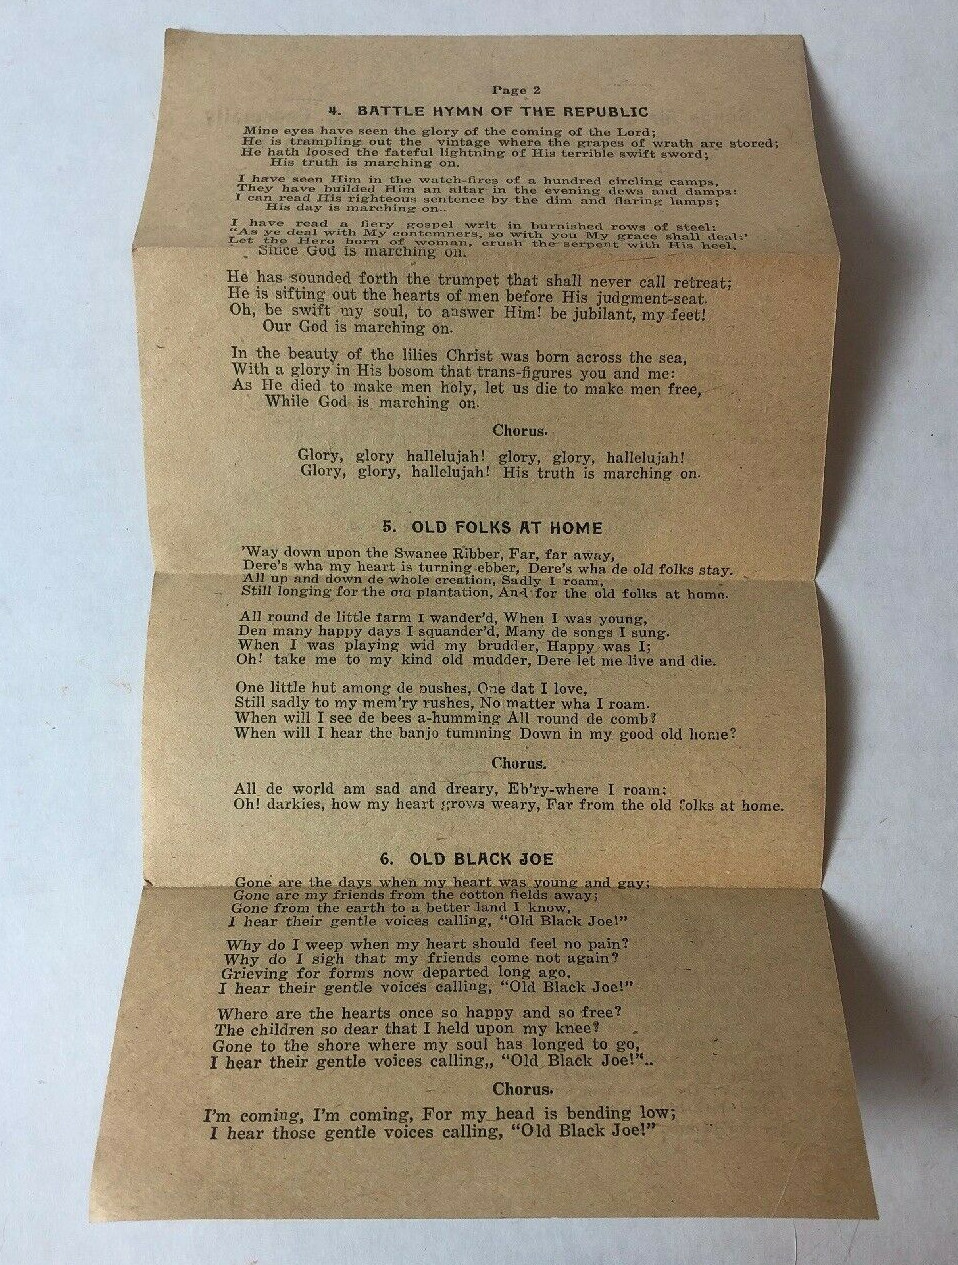 Page 2
4. BATTLE HYMN OF THE REPUBLIC
Mine eyes have seen the glory of the coming of the Lord;
He is trampling out the vintage where the grapes of wrath are stored;
He hath loosed the fateful lightning of His terrible swift sword;
His truth is marching on.
I have seen Him in the watch-fires of a hundred circling camps,
They have builded Him an altar in the evening dews and damps:
I can read His righteous sentence by the dim and flaring lamps;
His day is marching on..
I have read a fiery gospel writ in burnished rows of steel:
"As ye deal with My contemners, so with you My grace shall deal:'
Let the Hero born of woman, crush the serpent with His heel,
Since God is marching on.
He has sounded forth the trumpet that shall never call retreat;
He is sifting out the hearts of men before His judgment-seat.
Oh, be swift my soul, to answer Him! be jubilant, my feet!
Our God is marching on.
In the beauty of the lilies Christ was born across the sea,
With a glory in His bosom that trans-figures you and me:
As He died to make men holy, let us die to make men free,
While God is marching on.
Chorus.
Glory, glory hallelujah! glory, glory, hallelujah!
Glory, glory, hallelujah! His truth is marching on.
5. OLD FOLKS AT HOME
'Way down upon the Swanee Ribber, Far, far away,
Dere's wha my heart is turning ebber, Dere's wha de old folks stay.
All up and down de whole creation, Sadly I roam,
Still longing for the old plantation, And for the old folks at home.
All round de little farm I wander'd, When I was young,
Den many happy days I squander'd, Many de songs I sung.
When I was playing wid my brudder, Happy was I;
Oh! take me to my kind old mudder, Dere let me live and die.
One little hut among de bushes, One dat I love,
Still sadly to my mem'ry rushes, No matter wha I roam.
When will I see de bees a-humming All round de comb?
When will I hear the banjo tumming Down in my good old home?
Chorus.
All de world am sad and dreary, Eb'ry-where I roam;
Oh! darkies, how my heart grows weary, Far from the old folks at home.
6. OLD BLACK JOE
Gone are the days when my heart was young and gay;
Gone are my friends from the cotton fields away;
Gone from the earth to a better land I know,
I hear their gentle voices calling, "Old Black Joe!"
Why do I weep when my heart should feel no pain?
Why do I sigh that my friends come not again?
Grieving for forms now departed long ago,
I hear their gentle voices calling, "Old Black Joe!"
Where are the hearts once so happy and so free?
The children so dear that I held upon my knee?
Gone to the shore where my soul has longed to go,
I hear their gentle voices calling,, "Old Black Joe!"..
Chorus.
I'm coming, I'm coming, For my head is bending low;
I hear those gentle voices calling, "Old Black Joe!"